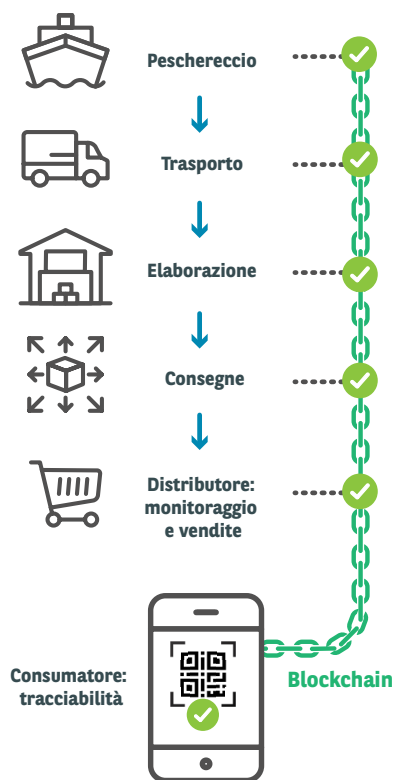 Peschereccio
Trasporto
Elaborazione
Consegne
Distributore:
monitoraggio
e vendite
Consumatore:
tracciabilità
Blockchain